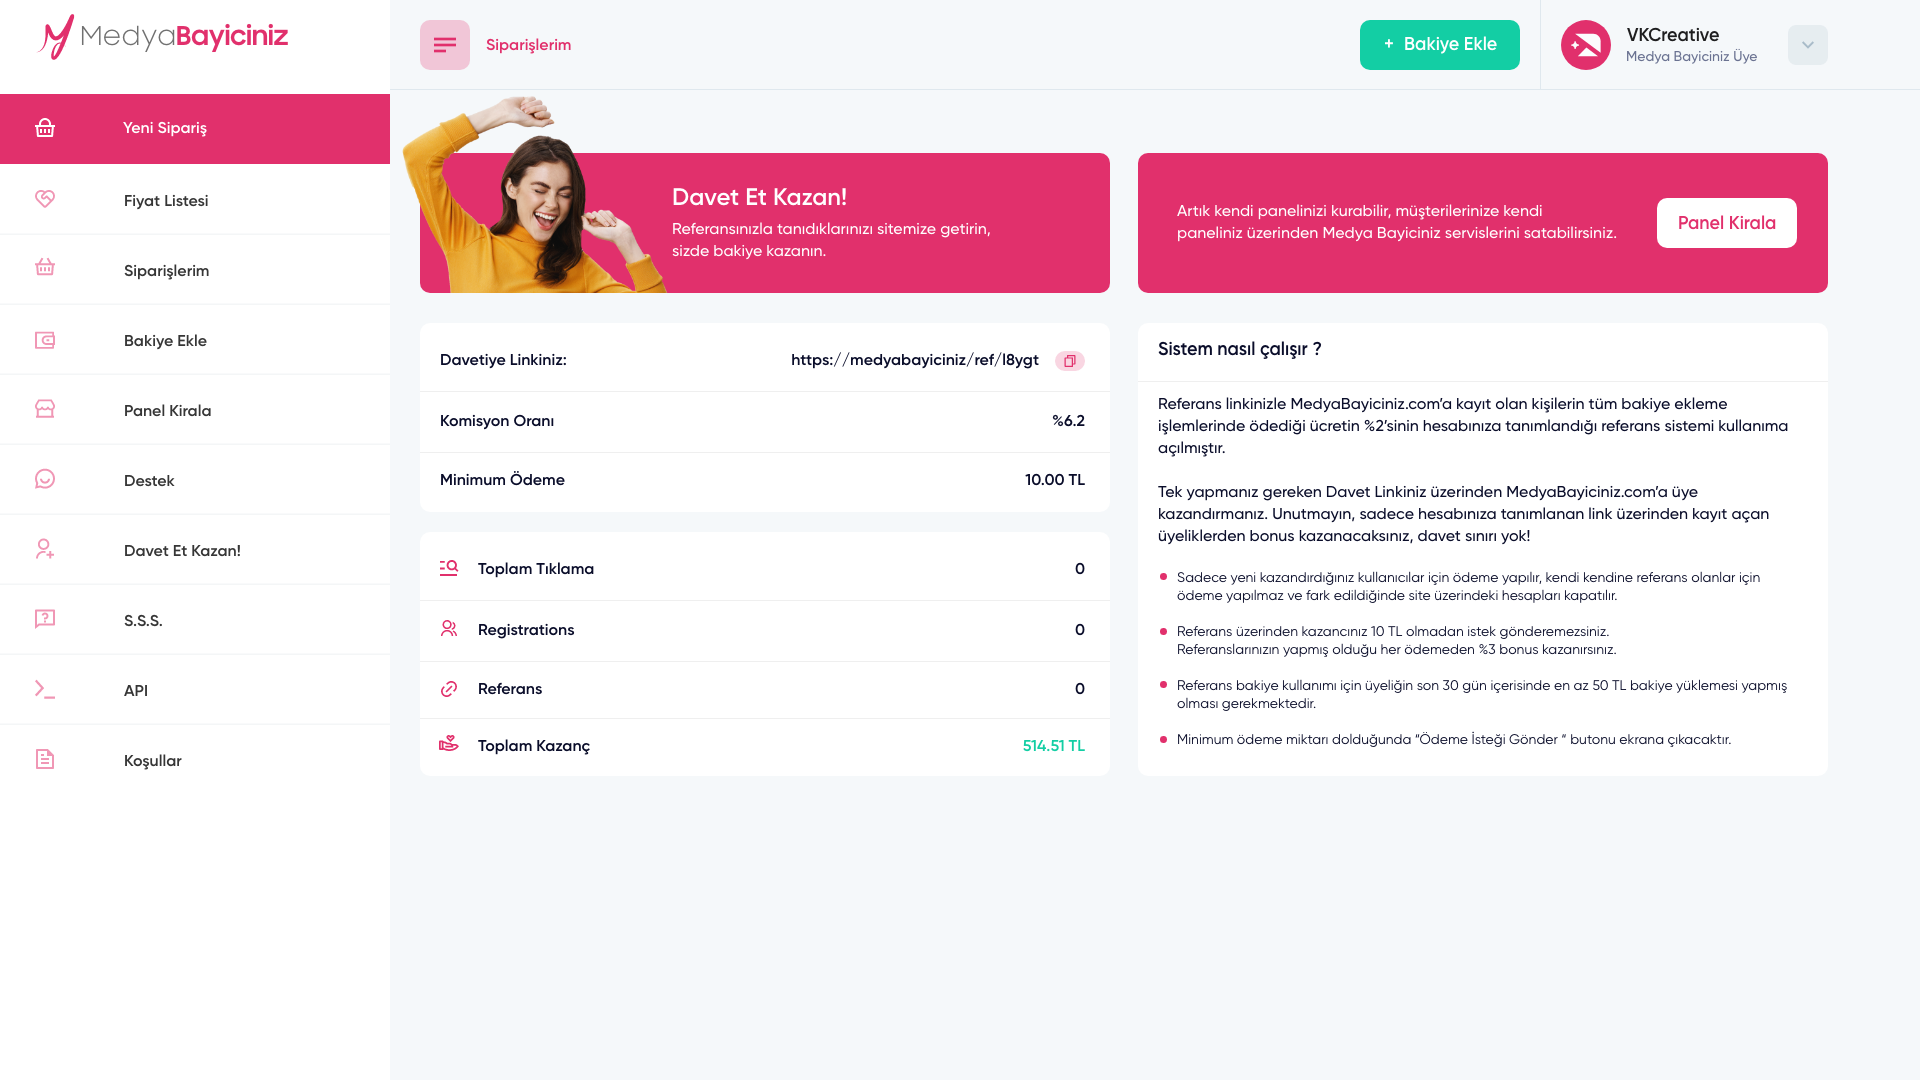 MedyaBayiciniz
Siparişlerim
+ Bakiye Ekle
VKCreative
Medya Bayiciniz Üye
Yeni Sipariş
Fiyat Listesi
Siparişlerim
Bakiye Ekle
Panel Kirala
Destek
Davet Et Kazan!
S.S.S.
API
Koşullar
Davet Et Kazan!
Referansınızla tanıdıklarınızı sitemize getirin,
sizde bakiye kazanın.
Artık kendi panelinizi kurabilir, müşterilerinize kendi
paneliniz üzerinden Medya Bayiciniz servislerini satabilirsiniz.
Panel Kirala
Davetiye Linkiniz: https://medyabayiciniz/ref/l8ygt
Komisyon Oranı %6.2
Minimum Ödeme 10.00 TL
Toplam Tıklama 0
Registrations 0
Referans 0
Toplam Kazanç 514.51 TL
Sistem nasıl çalışır ?
Referans linkinizle MedyaBayiciniz.com’a kayıt olan kişilerin tüm bakiye ekleme
işlemlerinde ödediği ücretin %2’sinin hesabınıza tanımlandığı referans sistemi kullanıma
açılmıştır.
Tek yapmanız gereken Davet Linkiniz üzerinden MedyaBayiciniz.com’a üye
kazandırmanız. Unutmayın, sadece hesabınıza tanımlanan link üzerinden kayıt açan
üyeliklerden bonus kazanacaksınız, davet sınırı yok!
Sadece yeni kazandırdığınız kullanıcılar için ödeme yapılır, kendi kendine referans olanlar için
ödeme yapılmaz ve fark edildiğinde site üzerindeki hesapları kapatılır.
Referans üzerinden kazancınız 10 TL olmadan istek gönderemezsiniz.
Referanslarınızın yapmış olduğu her ödemeden %3 bonus kazanırsınız.
Referans bakiye kullanımı için üyeliğin son 30 gün içerisinde en az 50 TL bakiye yüklemesi yapmış
olması gerekmektedir.
Minimum ödeme miktarı dolduğunda “Ödeme İsteği Gönder “ butonu ekrana çıkacaktır.